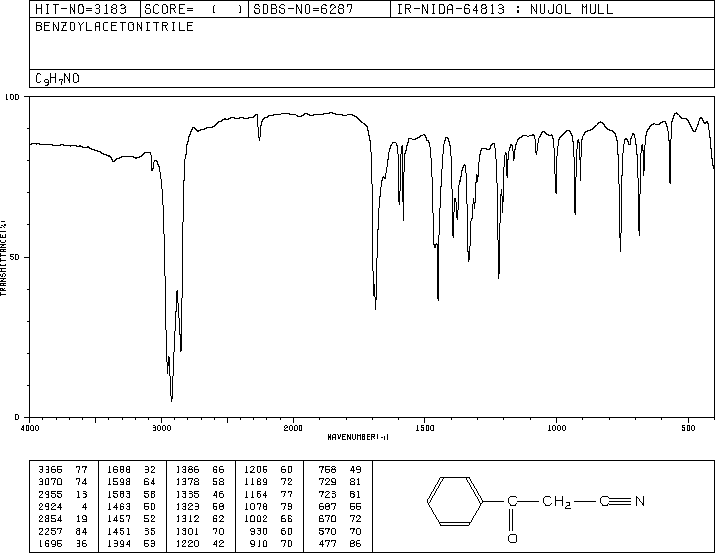 HIT-NO=3183 SCORE= ( ) SDBS-NO=6287 IR-NIDA-64813 : NUJOL MULL
BENZOYLACETONITRILE
C9H7NO
100
50
0
TRANSMITTANCE(%)
4000 3000 2000 1500 1000 500
WAVENUMBER(-1)
3365 77 1688 32 1386 66 1206 60 758 49
3070 74 1598 64 1378 58 1189 72 729 81
2955 13 1583 58 1335 46 1164 77 723 81
2924 4 1463 50 1323 58 1078 79 687 55
2854 19 1457 52 1312 62 1002 66 670 72
2257 84 1451 35 1301 70 930 60 570 70
1695 36 1394 53 1220 42 910 70 477 86
C CH2 C N
O